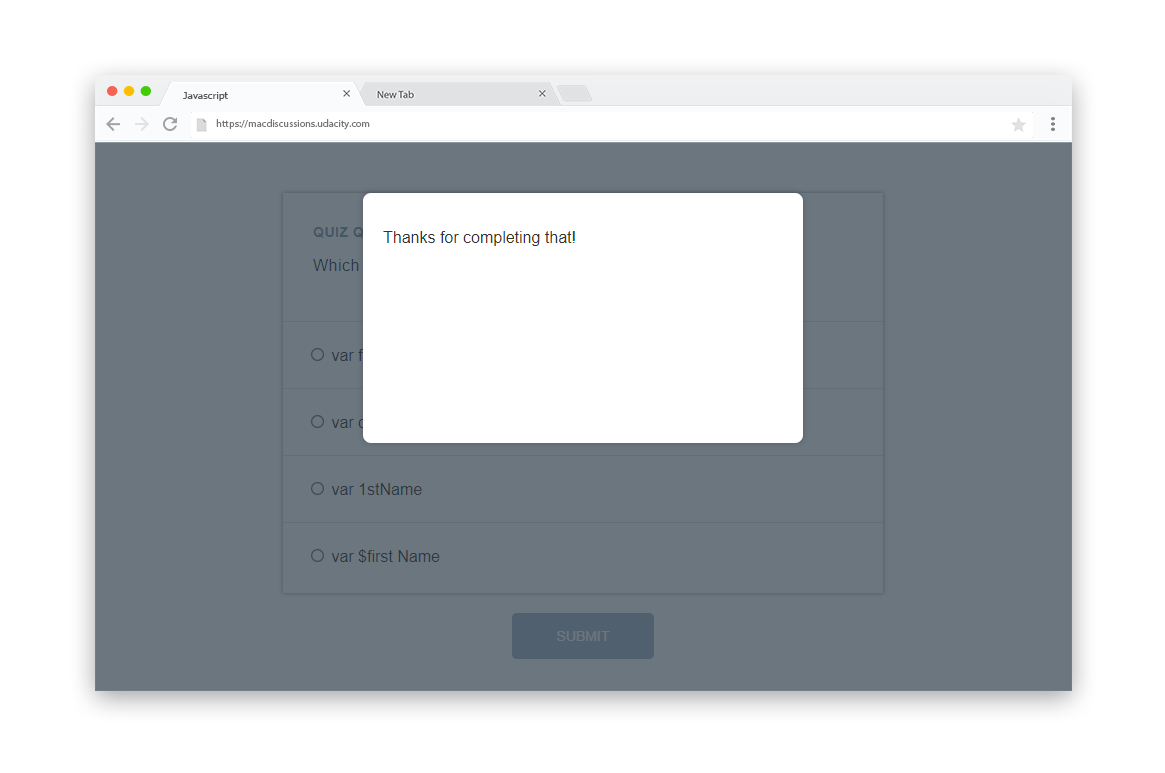 Javascript
New Tab
https://macdiscussions.udacity.com
QUIZ
Thanks for completing that!
Which
var
var
var 1stName
var $first Name
SUBMIT